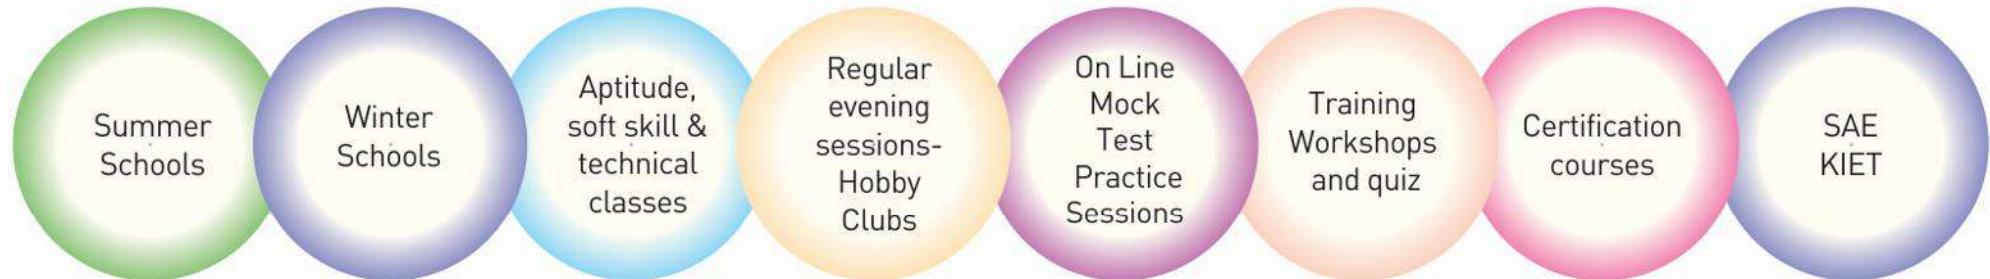 Summer
Schools
Winter
Schools
Aptitude,
soft skill &
technical
classes
Regular
evening
sessions-
Hobby
Clubs
On Line
Mock
Test
Practice
Sessions
Training
Workshops
and quiz
Certification
courses
SAE
KIET